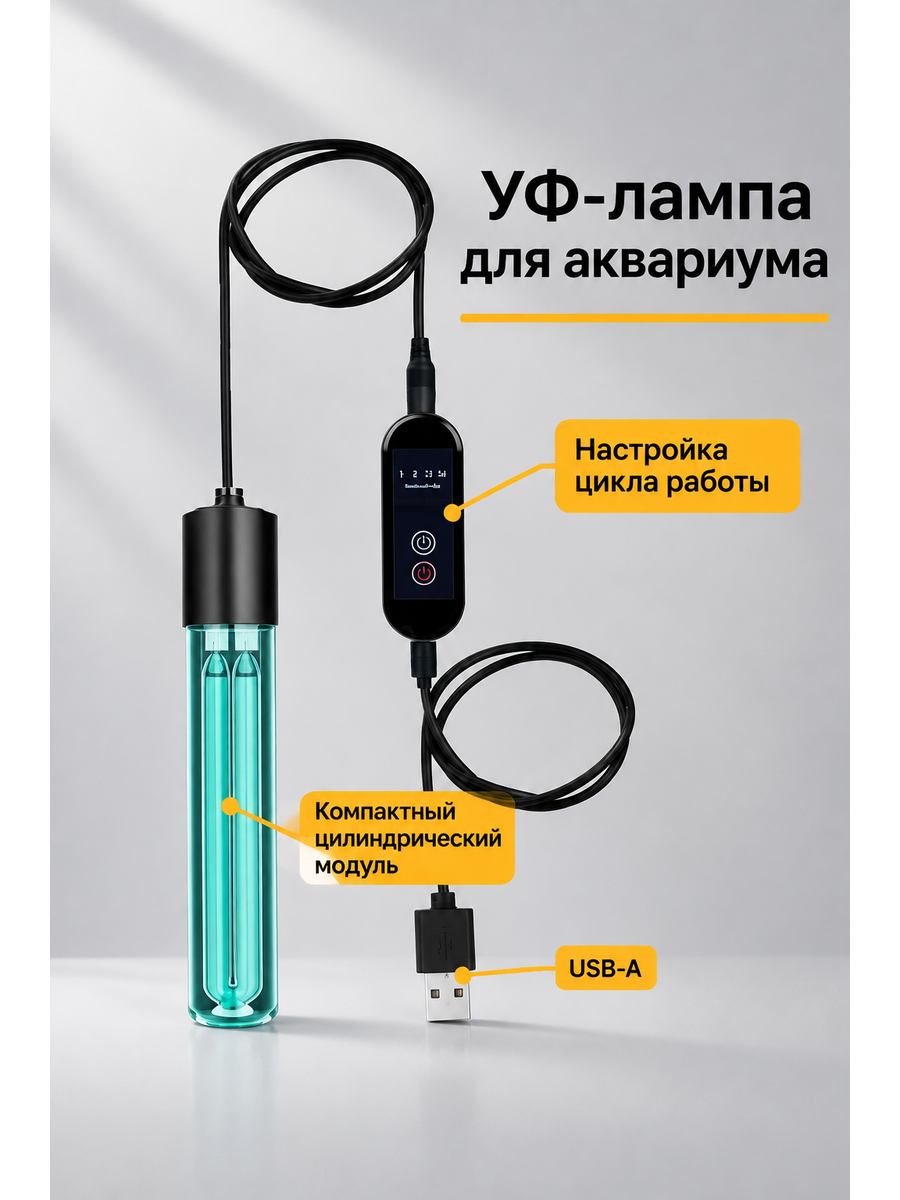 УФ-лампа
для аквариума
Настройка
цикла работы
Компактный
цилиндрический
модуль
USB-A